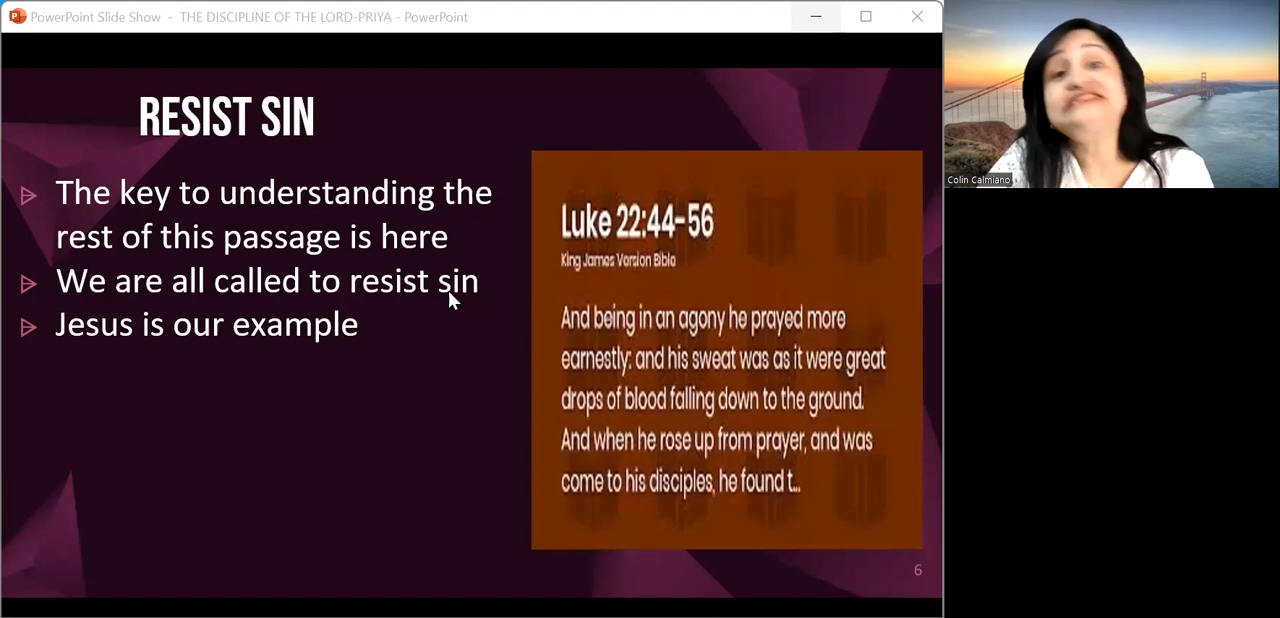 PowerPoint Slide Show - THE DISCIPLINE OF THE LORD-PRIYA - PowerPoint
RESIST SIN
The key to understanding the
rest of this passage is here
We are all called to resist sin
Jesus is our example
Luke 22:44-56
King James Version Bible
And being in an agony he prayed more
earnestly: and his sweat was as it were great
drops of blood falling down to the ground.
And when he rose up from prayer, and was
come to his disciples, he found t...
6
Colin Calmiano